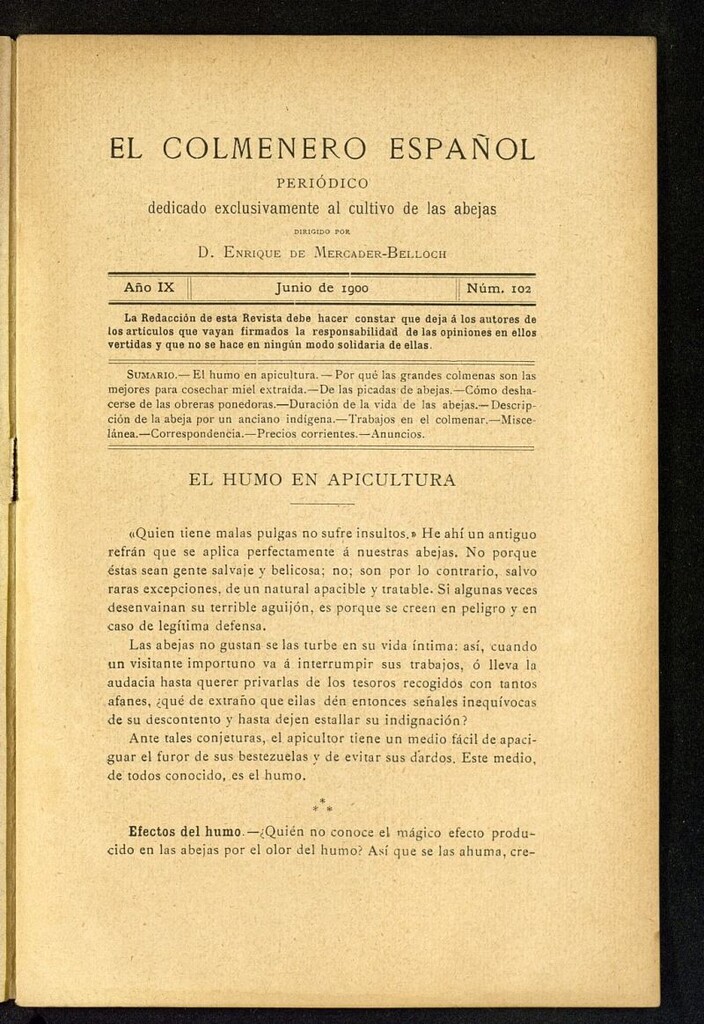 EL COLMENERO ESPAÑOL
PERIÓDICO
dedicado exclusivamente al cultivo de las abejas
DIRIGIDO POR
D. ENRIQUE DE MERCADER-BELLOCH
Año IX Junio de 1900 Núm. 102
La Redacción de esta Revista debe hacer constar que deja á los autores de
los artículos que vayan firmados la responsabilidad de las opiniones en ellos
vertidas y que no se hace en ningún modo solidaria de ellas.
SUMARIO.—El humo en apicultura.—Por qué las grandes colmenas son las
mejores para cosechar miel extraída.—De las picadas de abejas.—Cómo desha-
cerse de las obreras ponedoras.—Duración de la vida de las abejas.—Descrip-
ción de la abeja por un anciano indígena.—Trabajos en el colmenar.—Misce-
lánea.—Correspondencia.—Precios corrientes.—Anuncios.
EL HUMO EN APICULTURA
«Quien tiene malas pulgas no sufre insultos.» He ahí un antiguo
refrán que se aplica perfectamente á nuestras abejas. No porque
éstas sean gente salvaje y belicosa; no; son por lo contrario, salvo
raras excepciones, de un natural apacible y tratable. Si algunas veces
desenvainan su terrible aguijón, es porque se creen en peligro y en
caso de legítima defensa.
Las abejas no gustan se las turbe en su vida íntima: así, cuando
un visitante importuno va á interrumpir sus trabajos, ó lleva la
audacia hasta querer privarlas de los tesoros recogidos con tantos
afanes, ¿qué de extraño que ellas dén entonces señales inequívocas
de su descontento y hasta dejen estallar su indignación?
Ante tales conjeturas, el apicultor tiene un medio fácil de apaci-
guar el furor de sus bestezuelas y de evitar sus dardos. Este medio,
de todos conocido, es el humo.
*
* *
Efectos del humo.—¿Quién no conoce el mágico efecto produ-
cido en las abejas por el olor del humo? Así que se las ahuma, cre-